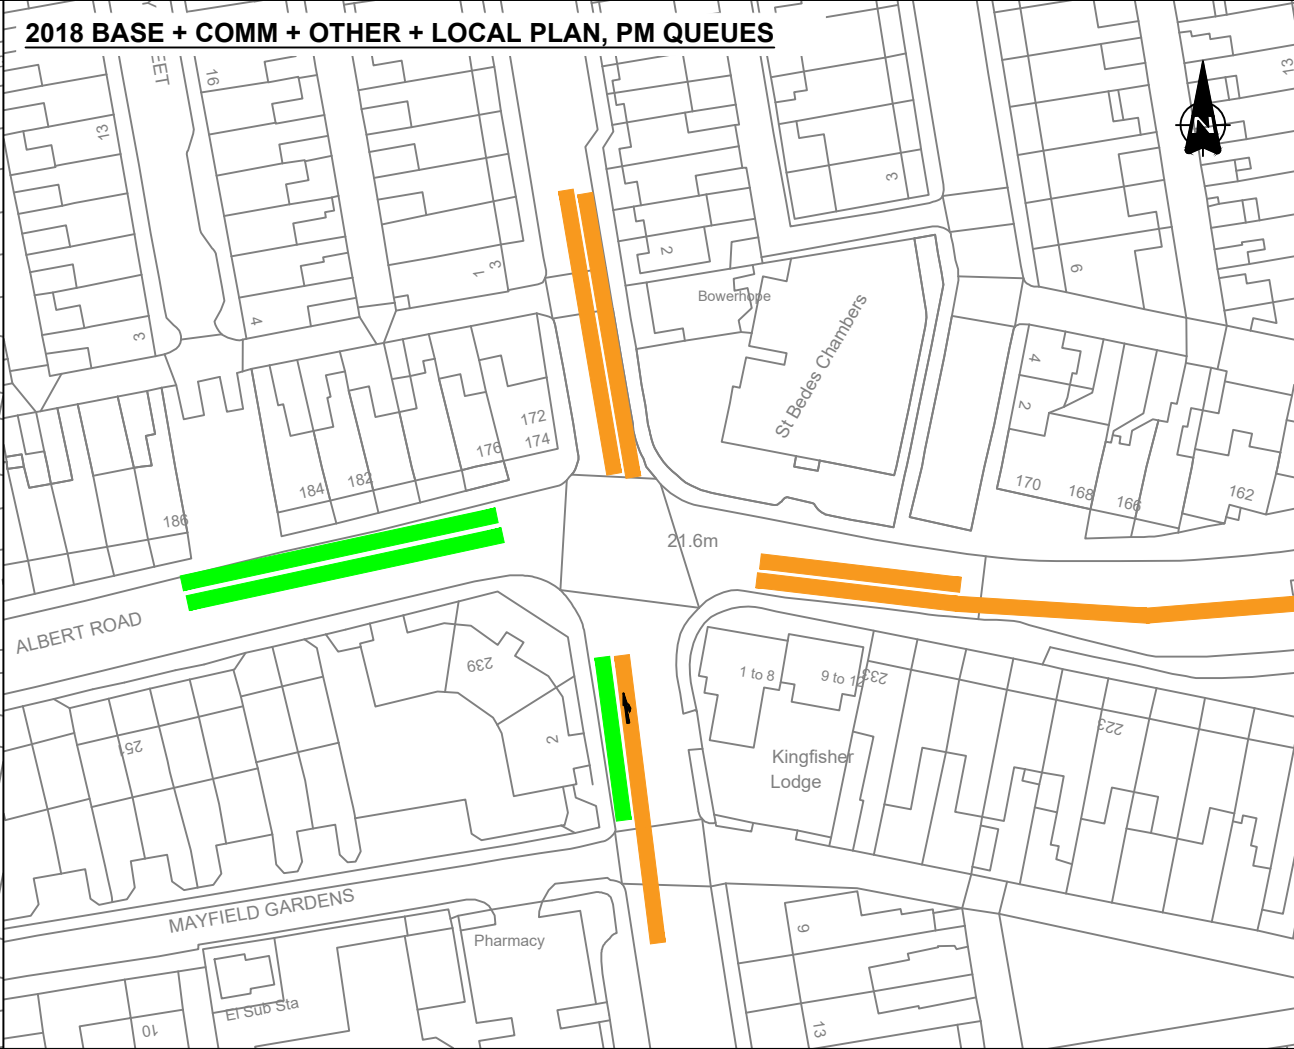 2018 BASE + COMM + OTHER + LOCAL PLAN, PM QUEUES
EET
16
13
13
N
3
2
1
3
Bowerhope
6
3
4
St Bedes Chambers
4
2
172
174
176
182
184
186
170
168
166
162
21.6m
ALBERT ROAD
239
1 to 8
9 to 12
233
251
2
223
Kingfisher
Lodge
MAYFIELD GARDENS
Pharmacy
9
El Sub Sta
10
13